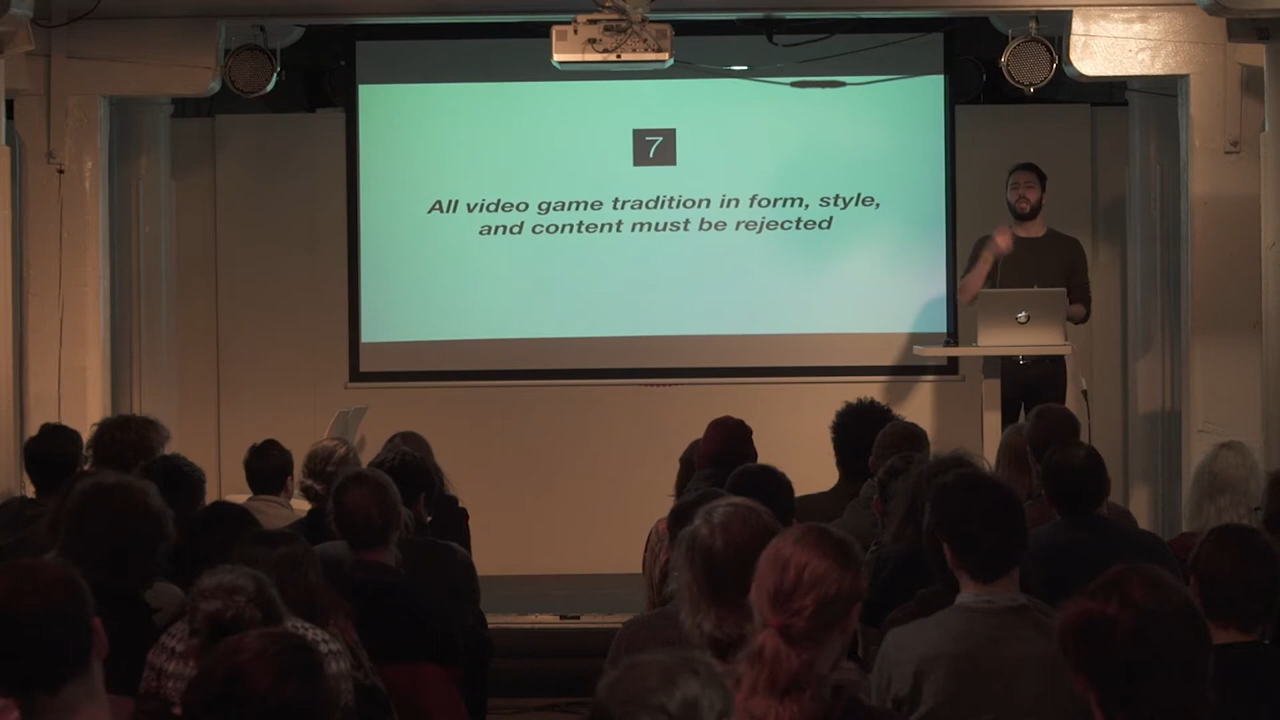 7
All video game tradition in form, style,
and content must be rejected